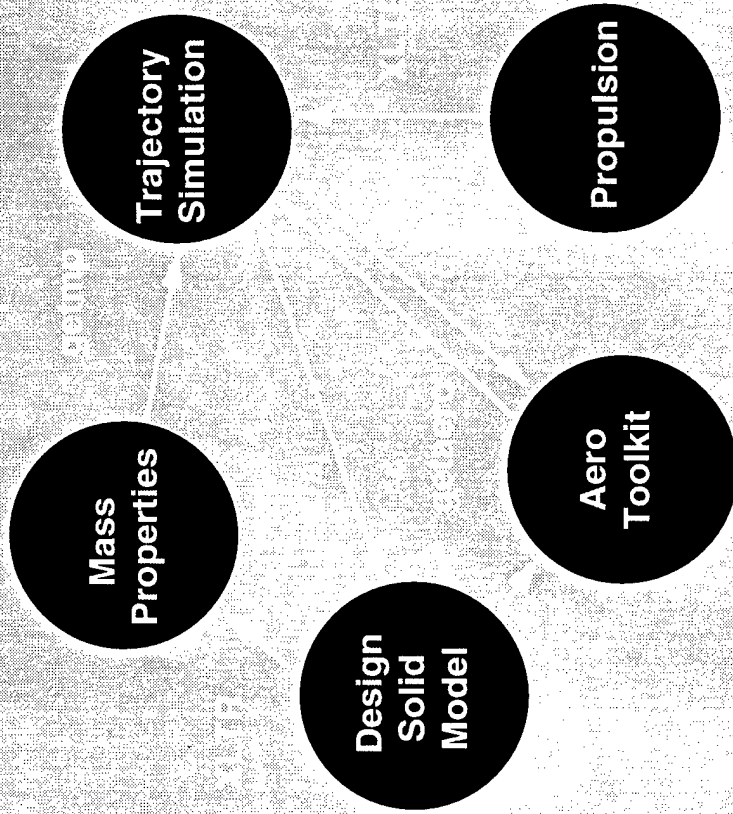 Design
Solid
Model
Mass
Properties
Aero
Toolkit
Trajectory
Simulation
Propulsion